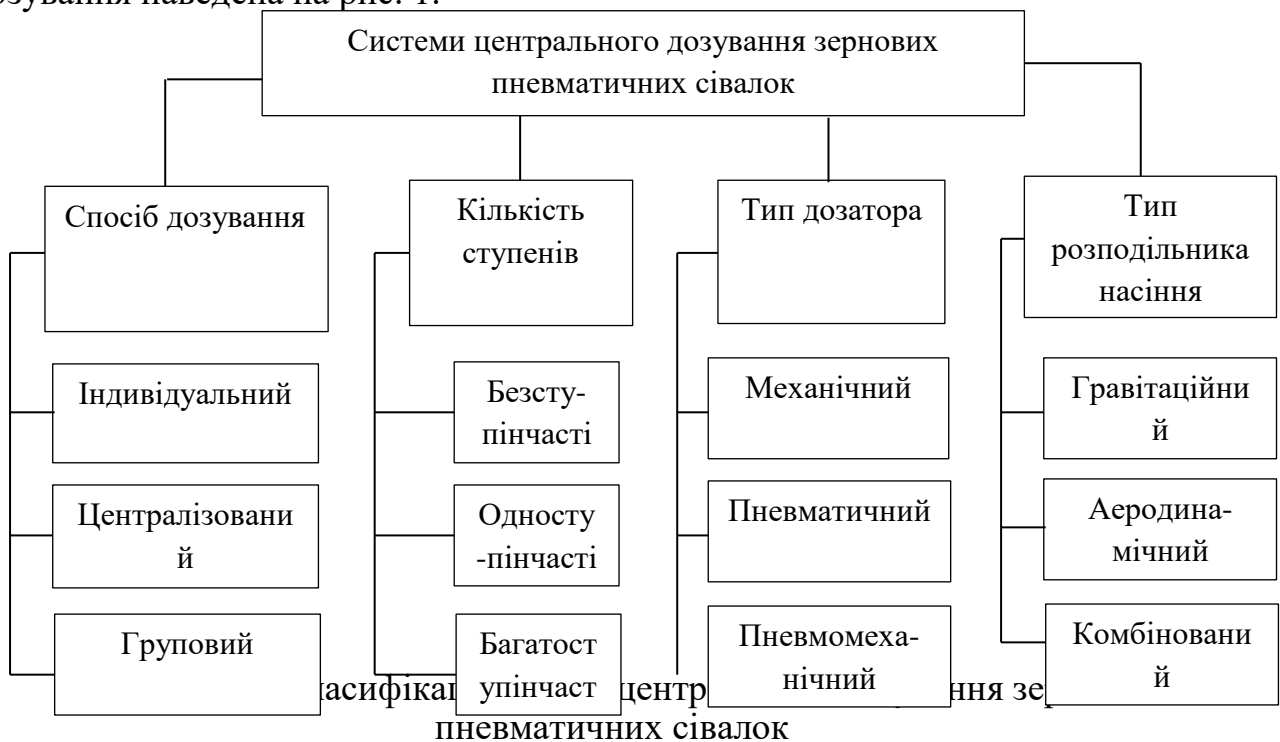 наведена на рис. 1.
Системи центрального дозування зернових
пневматичних сівалок
Спосіб дозування
Індивідуальний
Централізовани
й
Груповий
Кількість
ступенів
Безсту-
пінчасті
Односту
-пінчасті
Багатост
упінчаст
Тип дозатора
Механічний
Пневматичний
Пневмомеха-
нічний
Тип
розподільника
насіння
Гравітаційни
й
Аеродина-
мічний
Комбіновани
й
пневматичних сівалок